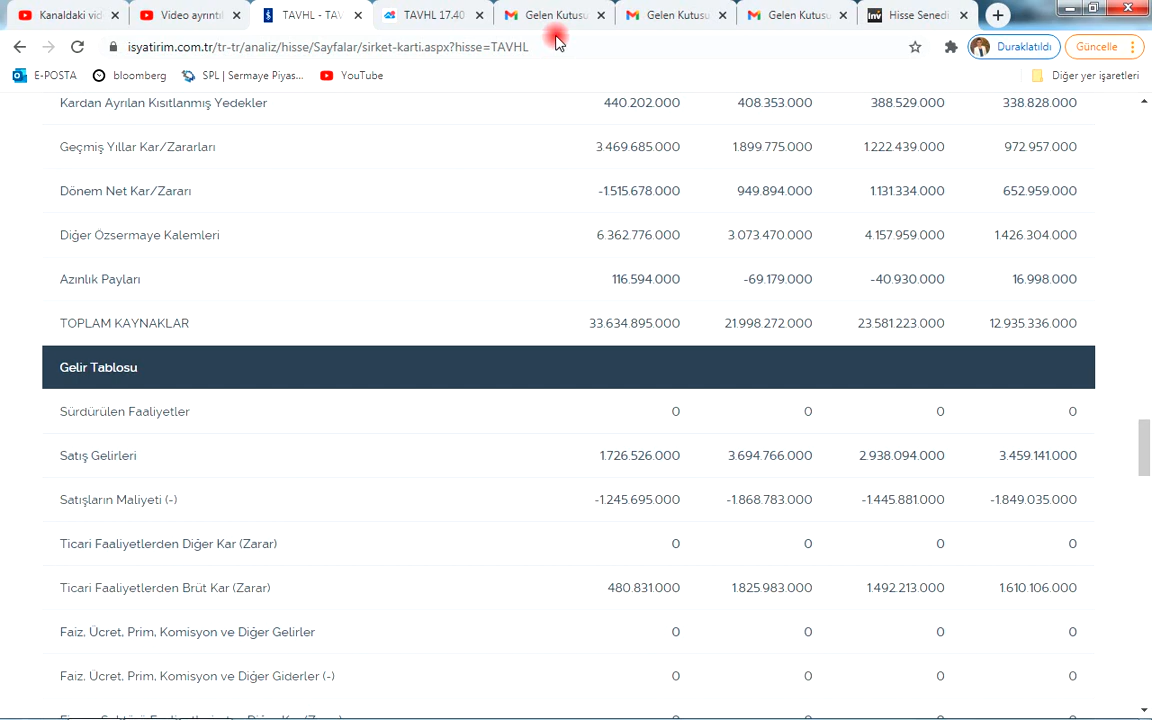 Kanaldaki vid
Video ayrıntıl
TAVHL - TAV
TAVHL 17.40
Gelen Kutusu
Gelen Kutusu
Gelen Kutusu
Inv Hisse Senedi
isyatirim.com.tr/tr-tr/analiz/hisse/Sayfalar/sirket-karti.aspx?hisse=TAVHL
Duraklatıldı
Güncelle
E-POSTA
bloomberg
SPL | Sermaye Piyas...
YouTube
Diğer yer işaretleri
Kardan Ayrılan Kısıtlanmış Yedekler 440.202.000 408.353.000 388.529.000 338.828.000
Geçmiş Yıllar Kar/Zararları 3.469.685.000 1.899.775.000 1.222.439.000 972.957.000
Dönem Net Kar/Zararı -1.515.678.000 949.894.000 1.131.334.000 652.959.000
Diğer Özsermaye Kalemleri 6.362.776.000 3.073.470.000 4.157.959.000 1.426.304.000
Azınlık Payları 116.594.000 -69.179.000 -40.930.000 16.998.000
TOPLAM KAYNAKLAR 33.634.895.000 21.998.272.000 23.581.223.000 12.935.336.000
Gelir Tablosu
Sürdürülen Faaliyetler 0 0 0 0
Satış Gelirleri 1.726.526.000 3.694.766.000 2.938.094.000 3.459.141.000
Satışların Maliyeti (-) -1.245.695.000 -1.868.783.000 -1.445.881.000 -1.849.035.000
Ticari Faaliyetlerden Diğer Kar (Zarar) 0 0 0 0
Ticari Faaliyetlerden Brüt Kar (Zarar) 480.831.000 1.825.983.000 1.492.213.000 1.610.106.000
Faiz, Ücret, Prim, Komisyon ve Diğer Gelirler 0 0 0 0
Faiz, Ücret, Prim, Komisyon ve Diğer Giderler (-) 0 0 0 0